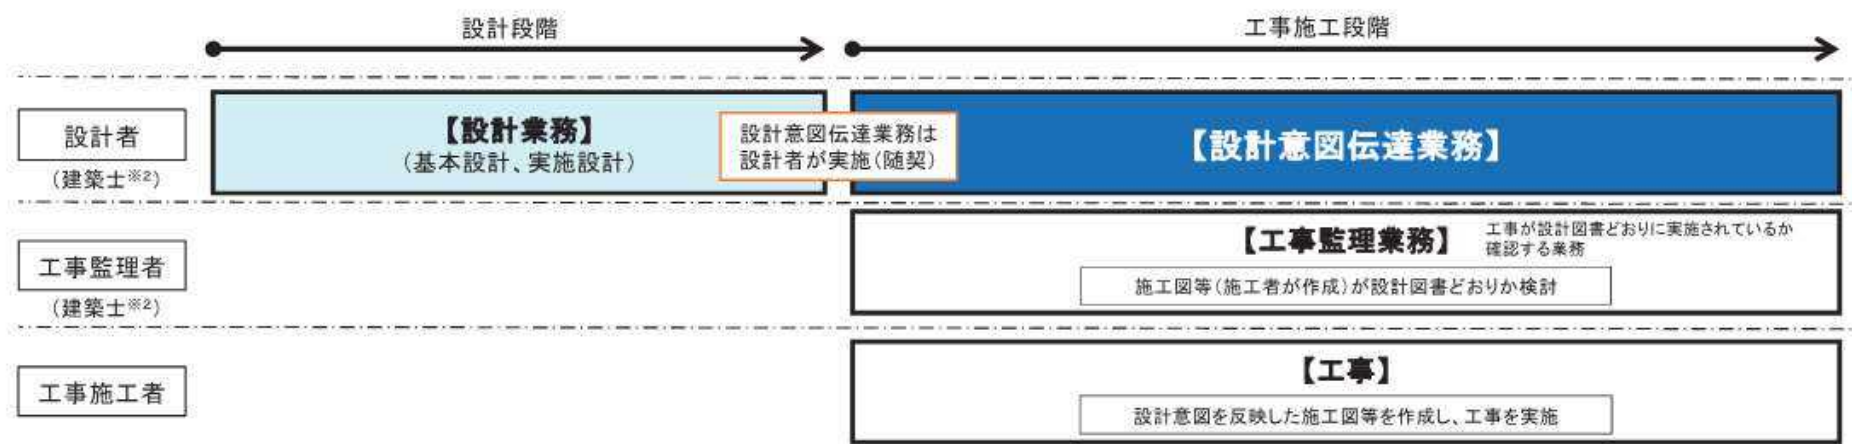 設計段階
工事施工段階
設計者
(建築士※2)
【設計業務】
(基本設計、実施設計)
設計意図伝達業務は
設計者が実施(随契)
【設計意図伝達業務】
工事監理者
(建築士※2)
【工事監理業務】
工事が設計図書どおりに実施されているか
確認する業務
施工図等(施工者が作成)が設計図書どおりか検討
工事施工者
【工事】
設計意図を反映した施工図等を作成し、工事を実施